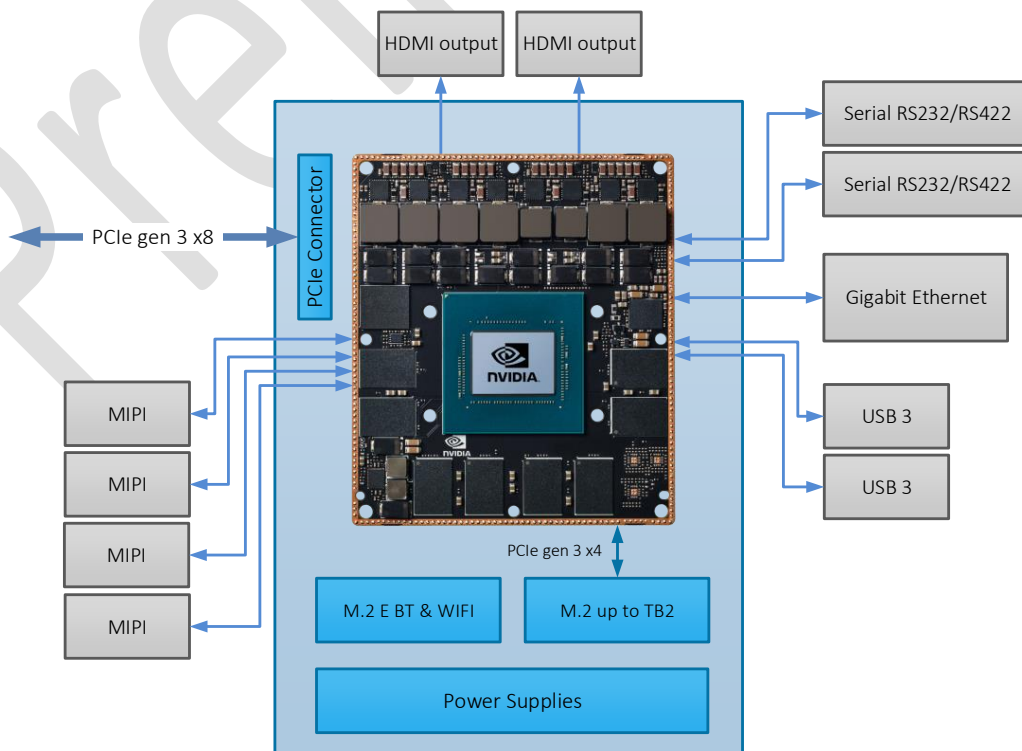 HDMI output
HDMI output
Serial RS232/RS422
Serial RS232/RS422
PCIe Connector
PCIe gen 3 x8
Gigabit Ethernet
NVIDIA.
MIPI
MIPI
MIPI
MIPI
USB 3
USB 3
NVIDIA
PCIe gen 3 x4
M.2 E BT & WIFI
M.2 up to TB2
Power Supplies